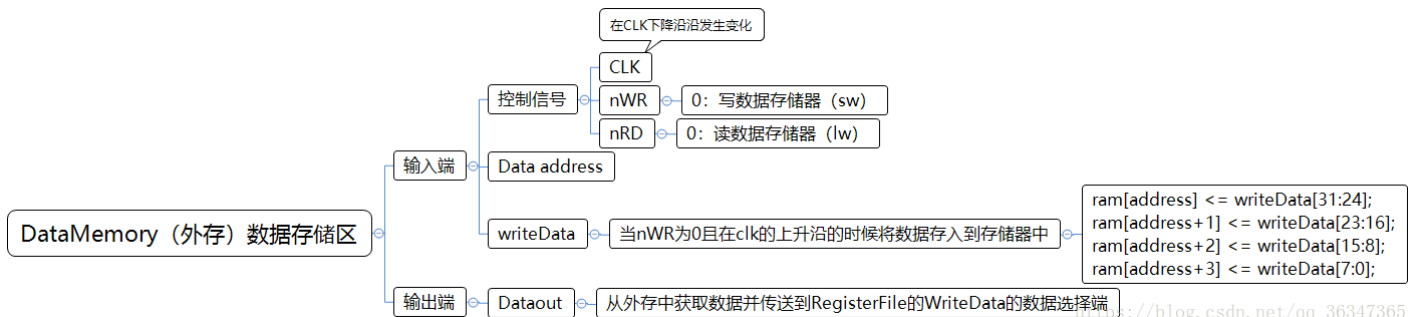 在CLK下降沿沿发生变化
CLK
控制信号
nWR
0：写数据存储器（sw）
nRD
0：读数据存储器（lw）
输入端
Data address
DataMemory（外存）数据存储区
writeData
当nWR为0且在clk的上升沿的时候将数据存入到存储器中
ram[address] <= writeData[31:24];
ram[address+1] <= writeData[23:16];
ram[address+2] <= writeData[15:8];
ram[address+3] <= writeData[7:0];
输出端
Dataout
从外存中获取数据并传送到RegisterFile的WriteData的数据选择端
https://blog.csdn.net/qq_36347365